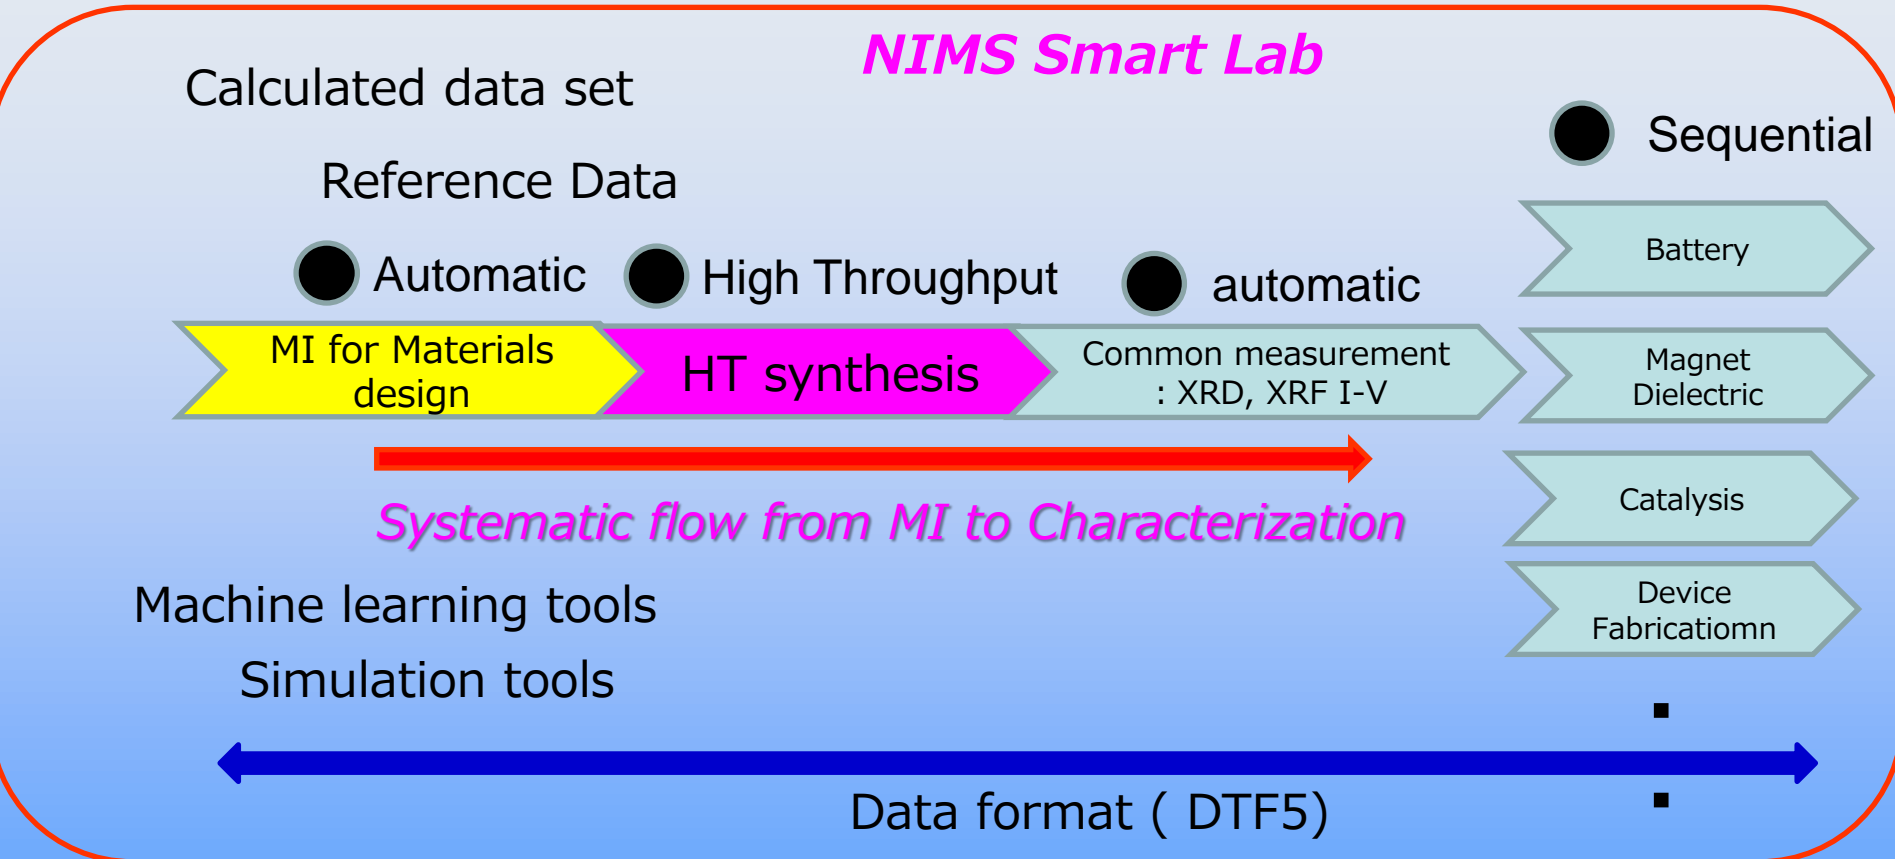 NIMS Smart Lab
Calculated data set
Reference Data
Sequential
Automatic
High Throughput
automatic
MI for Materials
design
HT synthesis
Common measurement
: XRD, XRF I-V
Battery
Magnet
Dielectric
Catalysis
Device
Fabricatiomn
Systematic flow from MI to Characterization
Machine learning tools
Simulation tools
Data format ( DTF5)